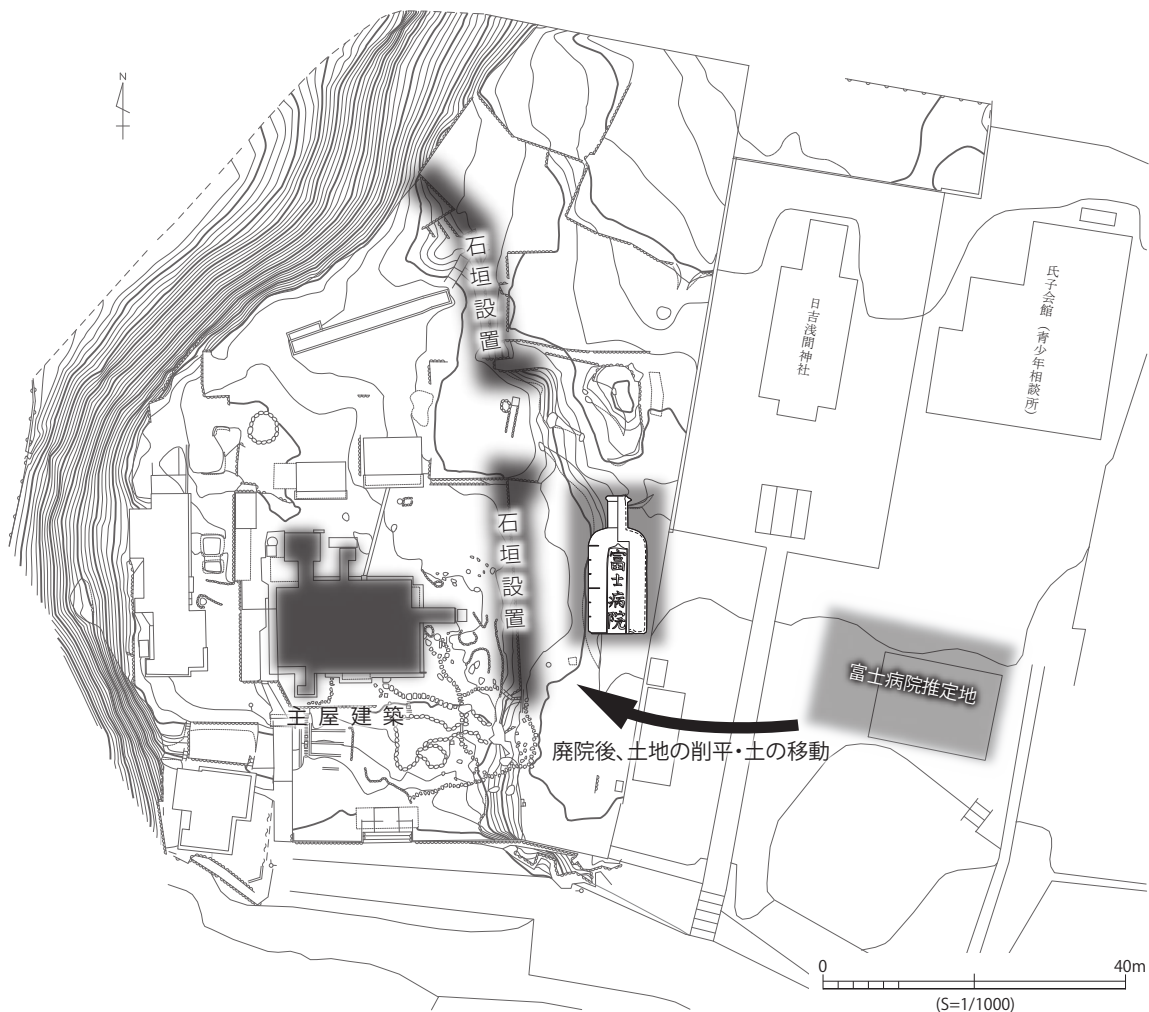 N
石垣設置
日吉浅間神社
氏子会館（青少年相談所）
石垣設置
富士病院
富士病院推定地
主屋建築
廃院後、土地の削平・土の移動
0 40m
(S=1/1000)